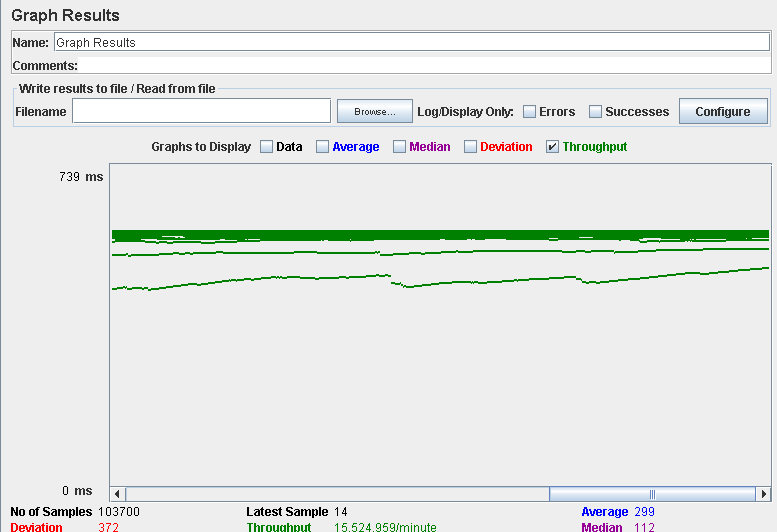 Graph Results
Name: Graph Results
Comments:
Write results to file / Read from file
Filename Browse... Log/Display Only: Errors Successes Configure
Graphs to Display Data Average Median Deviation Throughput
739 ms
0 ms
No of Samples 103700 Latest Sample 14 Average 299
Deviation 372 Throughput 15,524.959/minute Median 112